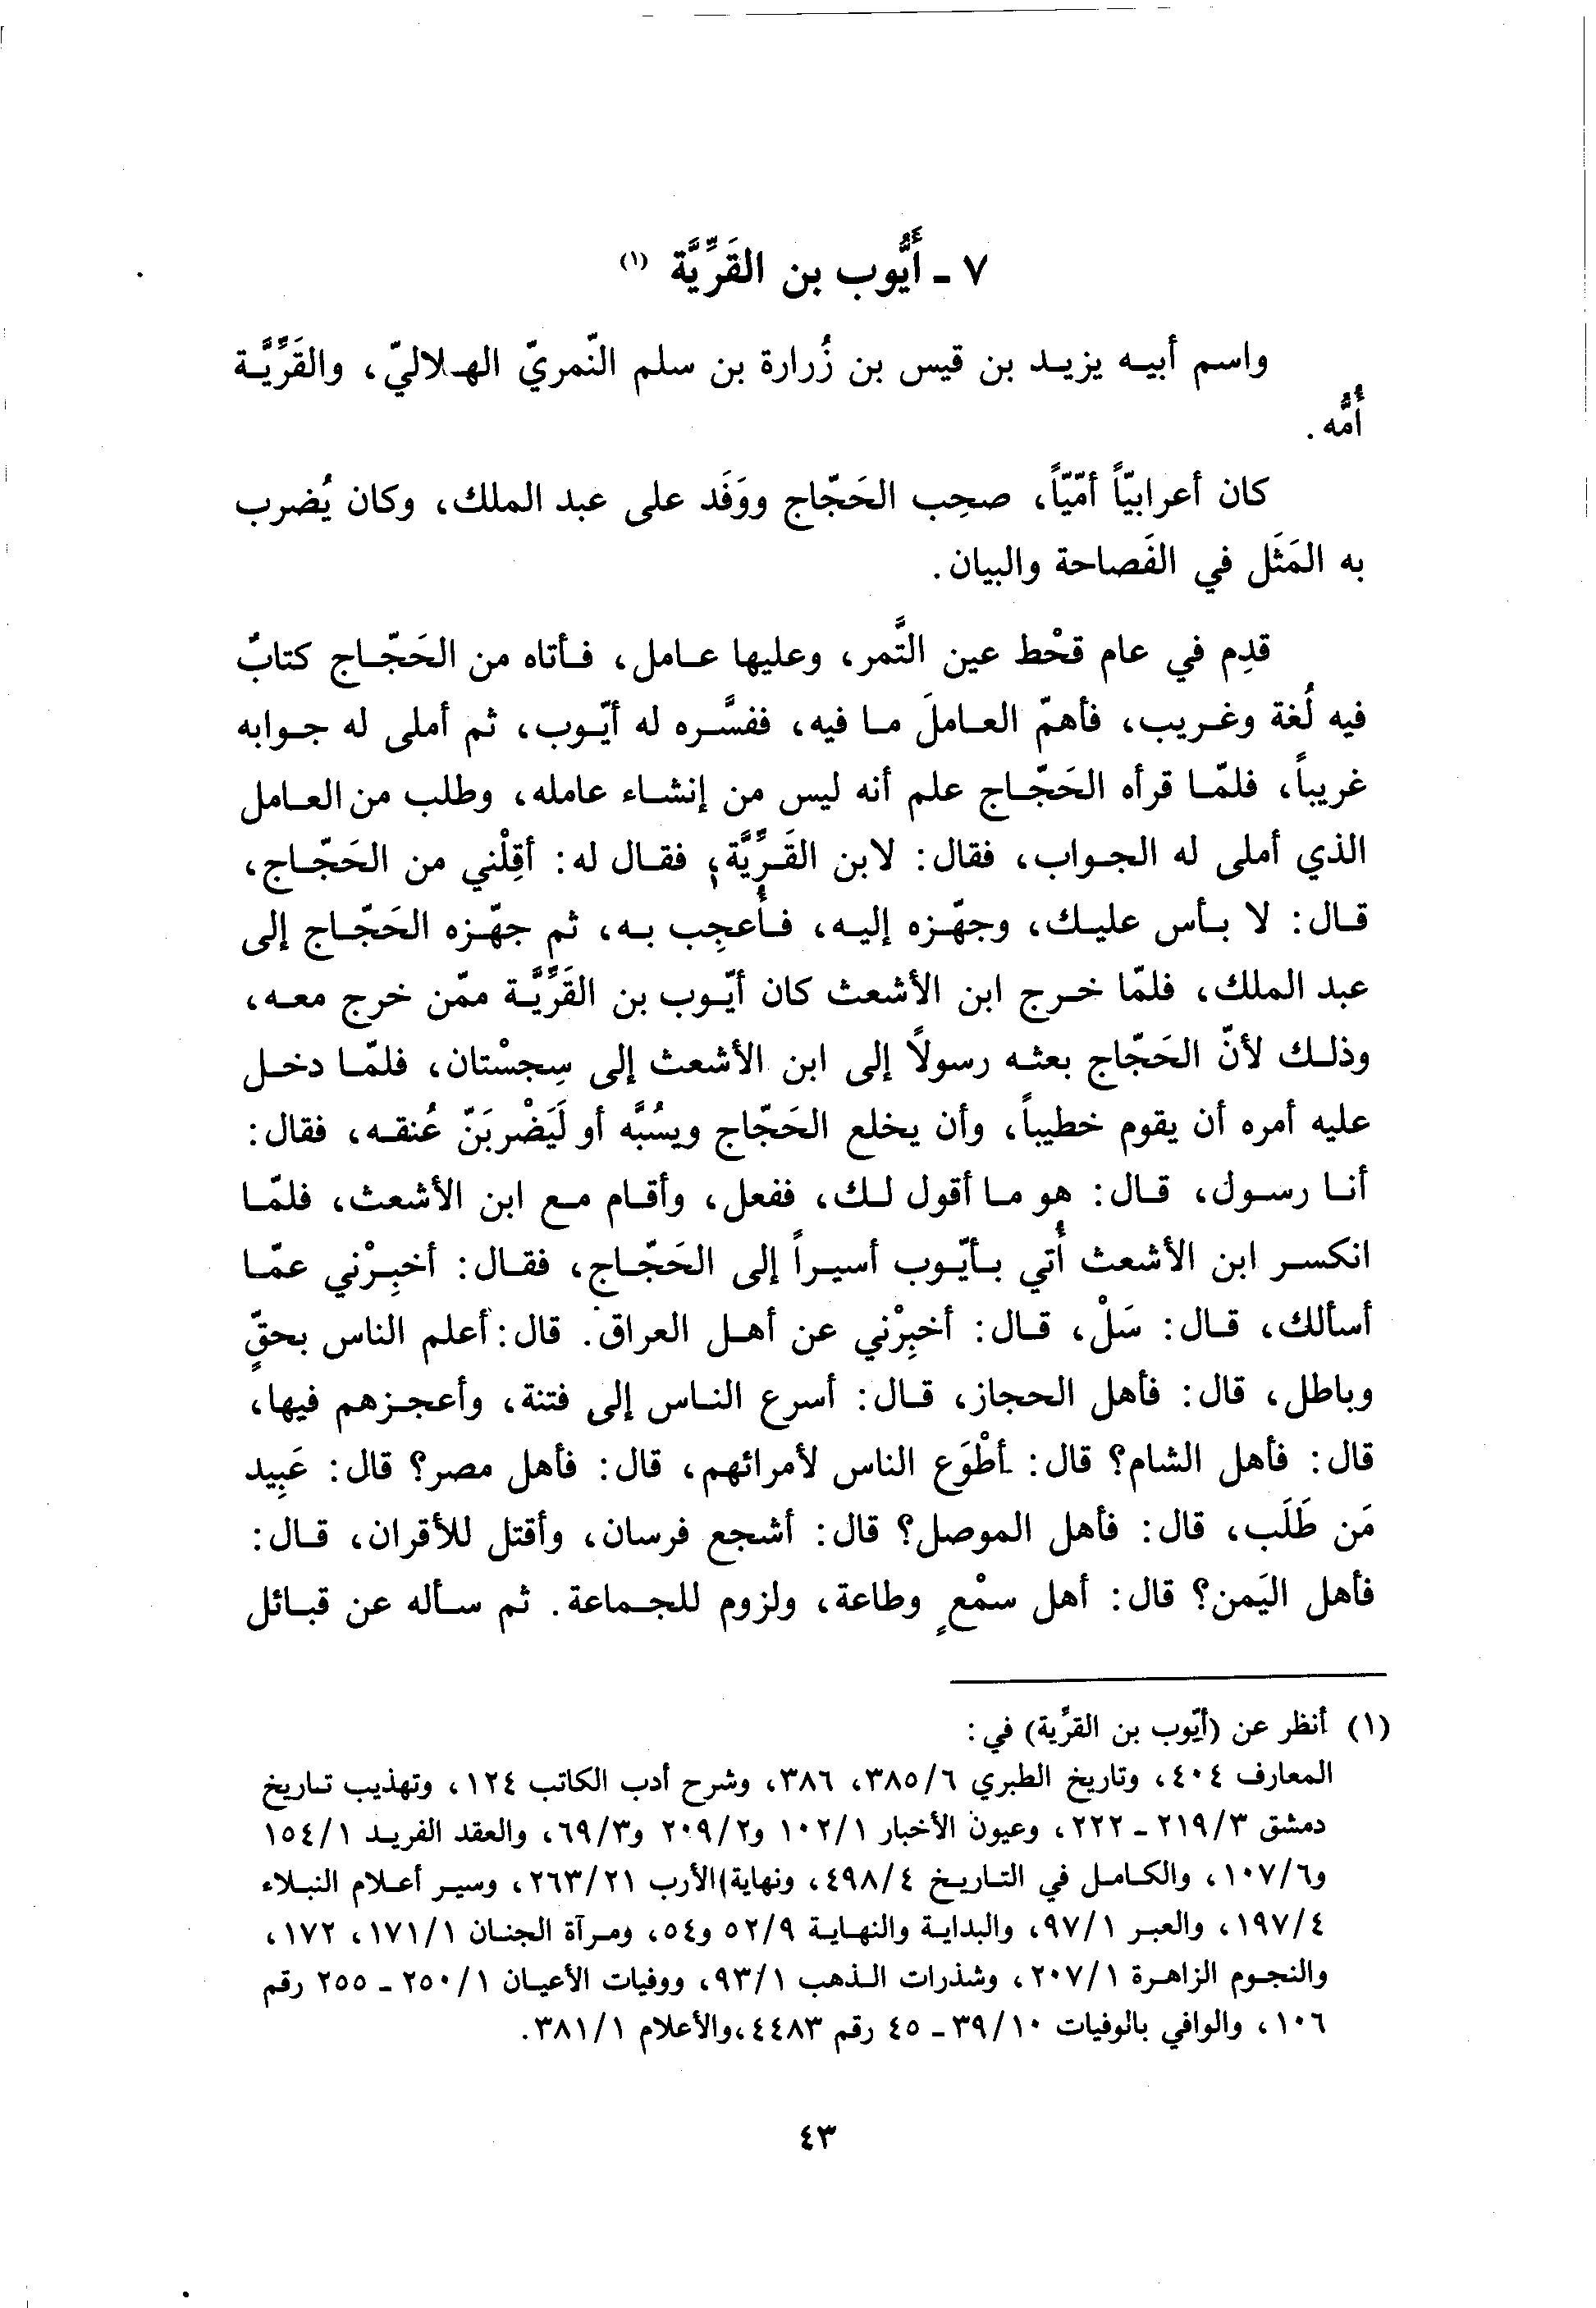 ٧ - أَيُّوب بن القَرِّيَّة (١)
واسم أبيه يزيد بن قيس بن زُرارة بن سلم النّمريّ الهلاليّ، والقَرِّيَّة
أُمُّه.
كان أعرابيّاً أمّيّاً، صحِب الحَجّاج ووَفَد على عبد الملك، وكان يُضرب
به المَثَل في الفَصاحة والبيان.
قدِم في عام قحْط عين التَّمر، وعليها عامل، فأتاه من الحَجّاج كتابٌ
فيه لُغة وغريب، فأهمّ العاملَ ما فيه، ففسَّره له أيّوب، ثم أملى له جوابه
غريباً، فلمّا قرأه الحَجّاج علم أنه ليس من إنشاء عامله، وطلب من العامل
الذي أملى له الجواب، فقال: لابن القَرِّيَّة، فقال له: أقِلْني من الحَجّاج،
قال: لا بأس عليك، وجهّزه إليه، فأُعجِب به، ثم جهّزه الحَجّاج إلى
عبد الملك، فلمّا خرج ابن الأشعث كان أيّوب بن القَرِّيَّة ممّن خرج معه،
وذلك لأنّ الحَجّاج بعثه رسولاً إلى ابن الأشعث إلى سِجسْتان، فلمّا دخل
عليه أمره أن يقوم خطيباً، وأن يخلع الحَجّاج ويسُبَّه أو لَيَضْربَنّ عُنقه، فقال:
أنا رسول، قال: هو ما أقول لك، ففعل، وأقام مع ابن الأشعث، فلمّا
انكسر ابن الأشعث أُتي بأيّوب أسيراً إلى الحَجّاج، فقال: أخبِرْني عمّا
أسألك، قال: سَلْ، قال: أخبِرْني عن أهل العراق. قال: أعلم الناس بحقٍّ
وباطل، قال: فأهل الحجاز، قال: أسرع الناس إلى فتنة، وأعجزهم فيها،
قال: فأهل الشام؟ قال: أطْوَع الناس لأمرائهم، قال: فأهل مصر؟ قال: عَبِيد
مَن طَلَب، قال: فأهل الموصل؟ قال: أشجع فرسان، وأقتل للأقران، قال:
فأهل اليَمن؟ قال: أهل سمْعٍ وطاعة، ولزوم للجماعة. ثم سأله عن قبائل
(١) أنظر عن (أيّوب بن القرِّية) في:
المعارف ٤٠٤، وتاريخ الطبري ٣٨٥/٦، ٣٨٦، وشرح أدب الكاتب ١٢٤، وتهذيب تاريخ
دمشق ٢١٩/٣ - ٢٢٢، وعيون الأخبار ١٠٢/١ و٢٠٩/٢ و٦٩/٣، والعقد الفريد ١٥٤/١
و١٠٧/٦، والكامل في التاريخ ٤٩٨/٤، ونهاية الأرب ٢٦٣/٢١، وسير أعلام النبلاء
١٩٧/٤، والعبر ٩٧/١، والبداية والنهاية ٥٢/٩ و٥٤، ومرآة الجنان ١٧١/١، ١٧٢،
والنجوم الزاهرة ٢٠٧/١، وشذرات الذهب ٩٣/١، ووفيات الأعيان ٢٥٠/١ - ٢٥٥ رقم
١٠٦، والوافي بالوفيات ٣٩/١٠ - ٤٥ رقم ٤٤٨٣، والأعلام ٣٨١/١.
٤٣